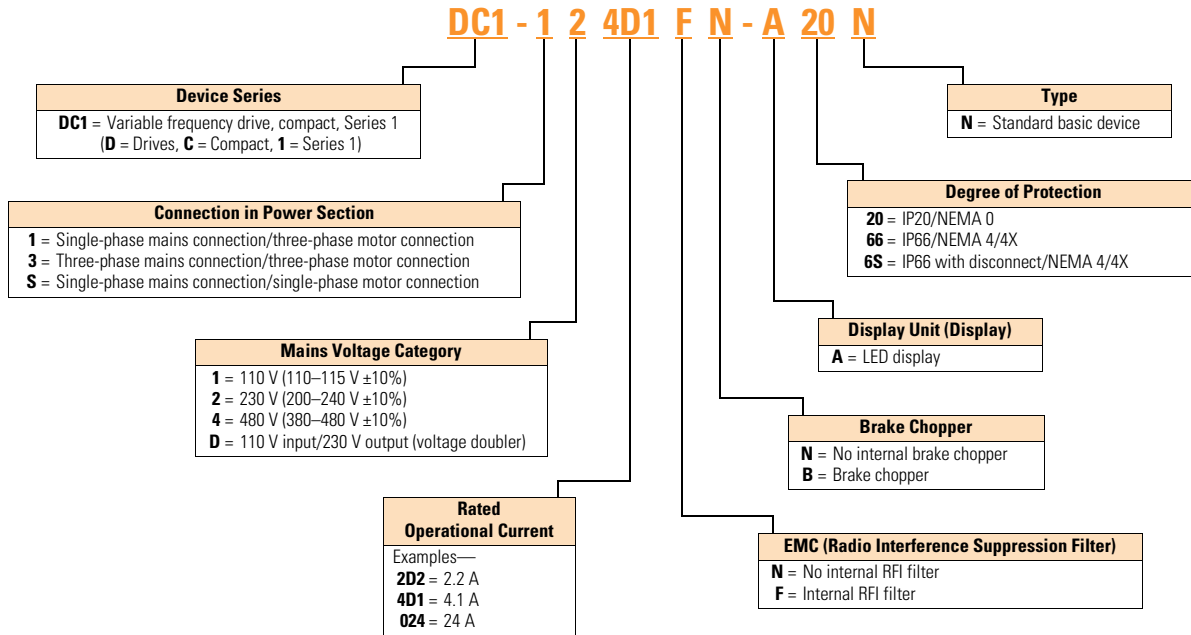 DC1 - 1 2 4D1 F N - A 20 N
Device Series
DC1 = Variable frequency drive, compact, Series 1
(D = Drives, C = Compact, 1 = Series 1)
Type
N = Standard basic device
Connection in Power Section
1 = Single-phase mains connection/three-phase motor connection
3 = Three-phase mains connection/three-phase motor connection
S = Single-phase mains connection/single-phase motor connection
Degree of Protection
20 = IP20/NEMA 0
66 = IP66/NEMA 4/4X
6S = IP66 with disconnect/NEMA 4/4X
Mains Voltage Category
1 = 110 V (110–115 V ±10%)
2 = 230 V (200–240 V ±10%)
4 = 480 V (380–480 V ±10%)
D = 110 V input/230 V output (voltage doubler)
Display Unit (Display)
A = LED display
Brake Chopper
N = No internal brake chopper
B = Brake chopper
Rated
Operational Current
Examples—
2D2 = 2.2 A
4D1 = 4.1 A
024 = 24 A
EMC (Radio Interference Suppression Filter)
N = No internal RFI filter
F = Internal RFI filter